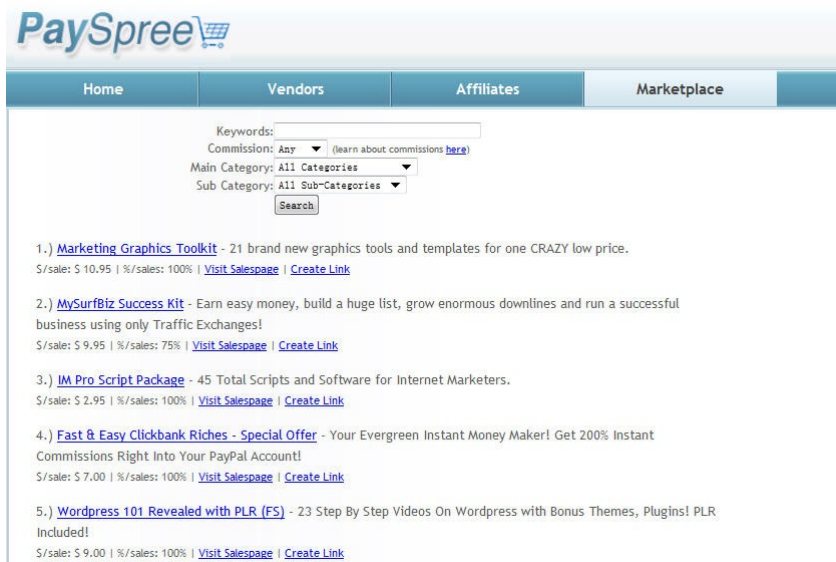 PaySpree
Home Vendors Affiliates Marketplace
Keywords:
Commission: Any (learn about commissions here)
Main Category: All Categories
Sub Category: All Sub-Categories
Search
1.) Marketing Graphics Toolkit - 21 brand new graphics tools and templates for one CRAZY low price.
$/sale: $ 10.95 | %/sales: 100% | Visit Salespage | Create Link
2.) MySurfBiz Success Kit - Earn easy money, build a huge list, grow enormous downlines and run a successful
business using only Traffic Exchanges!
$/sale: $ 9.95 | %/sales: 75% | Visit Salespage | Create Link
3.) IM Pro Script Package - 45 Total Scripts and Software for Internet Marketers.
$/sale: $ 2.95 | %/sales: 100% | Visit Salespage | Create Link
4.) Fast & Easy Clickbank Riches - Special Offer - Your Evergreen Instant Money Maker! Get 200% Instant
Commissions Right Into Your PayPal Account!
$/sale: $ 7.00 | %/sales: 100% | Visit Salespage | Create Link
5.) Wordpress 101 Revealed with PLR (FS) - 23 Step By Step Videos On Wordpress with Bonus Themes, Plugins! PLR
Included!
$/sale: $ 9.00 | %/sales: 100% | Visit Salespage | Create Link